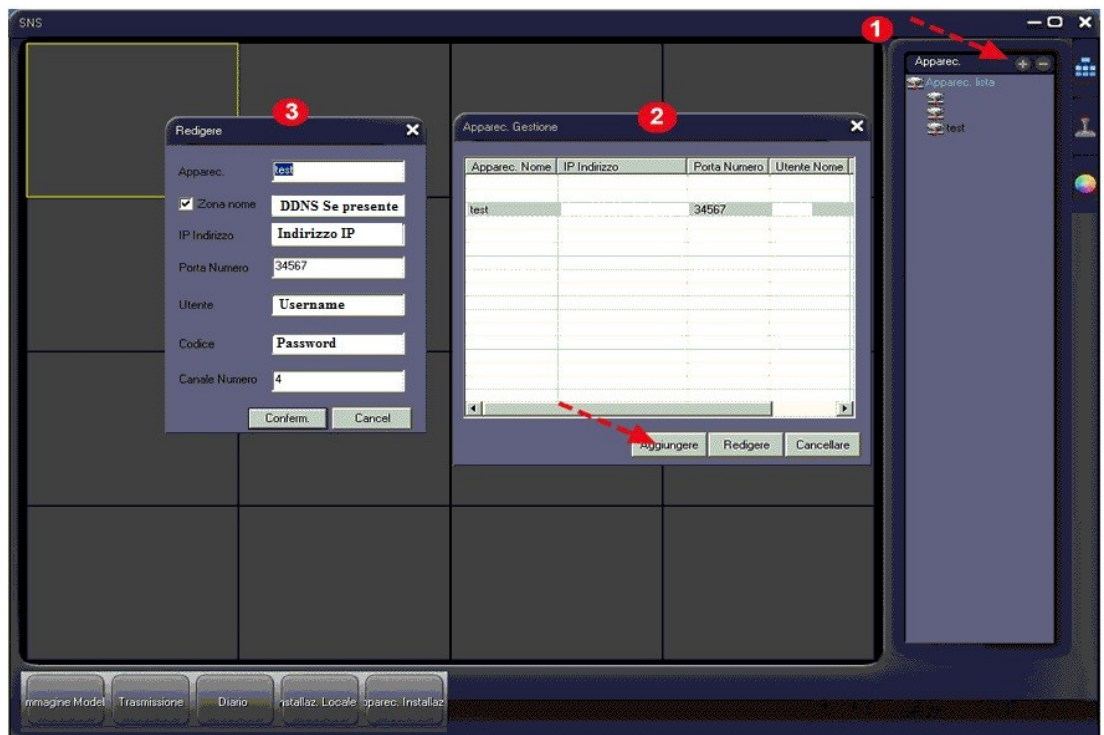 SNS
1
Apparec.
Apparec. lista
test
3
Redigere
Apparec.
test
Zona nome
DDNS Se presente
IP Indirizzo
Indirizzo IP
Porta Numero
34567
Utente
Username
Codice
Password
Canale Numero
4
Conferm.
Cancel
2
Apparec. Gestione
Apparec. Nome IP Indirizzo Porta Numero Utente Nome
test 34567
Aggiungere
Redigere
Cancellare
mmagine Model
Trasmissione
Diario
nstallaz. Locale
pparec. Installaz